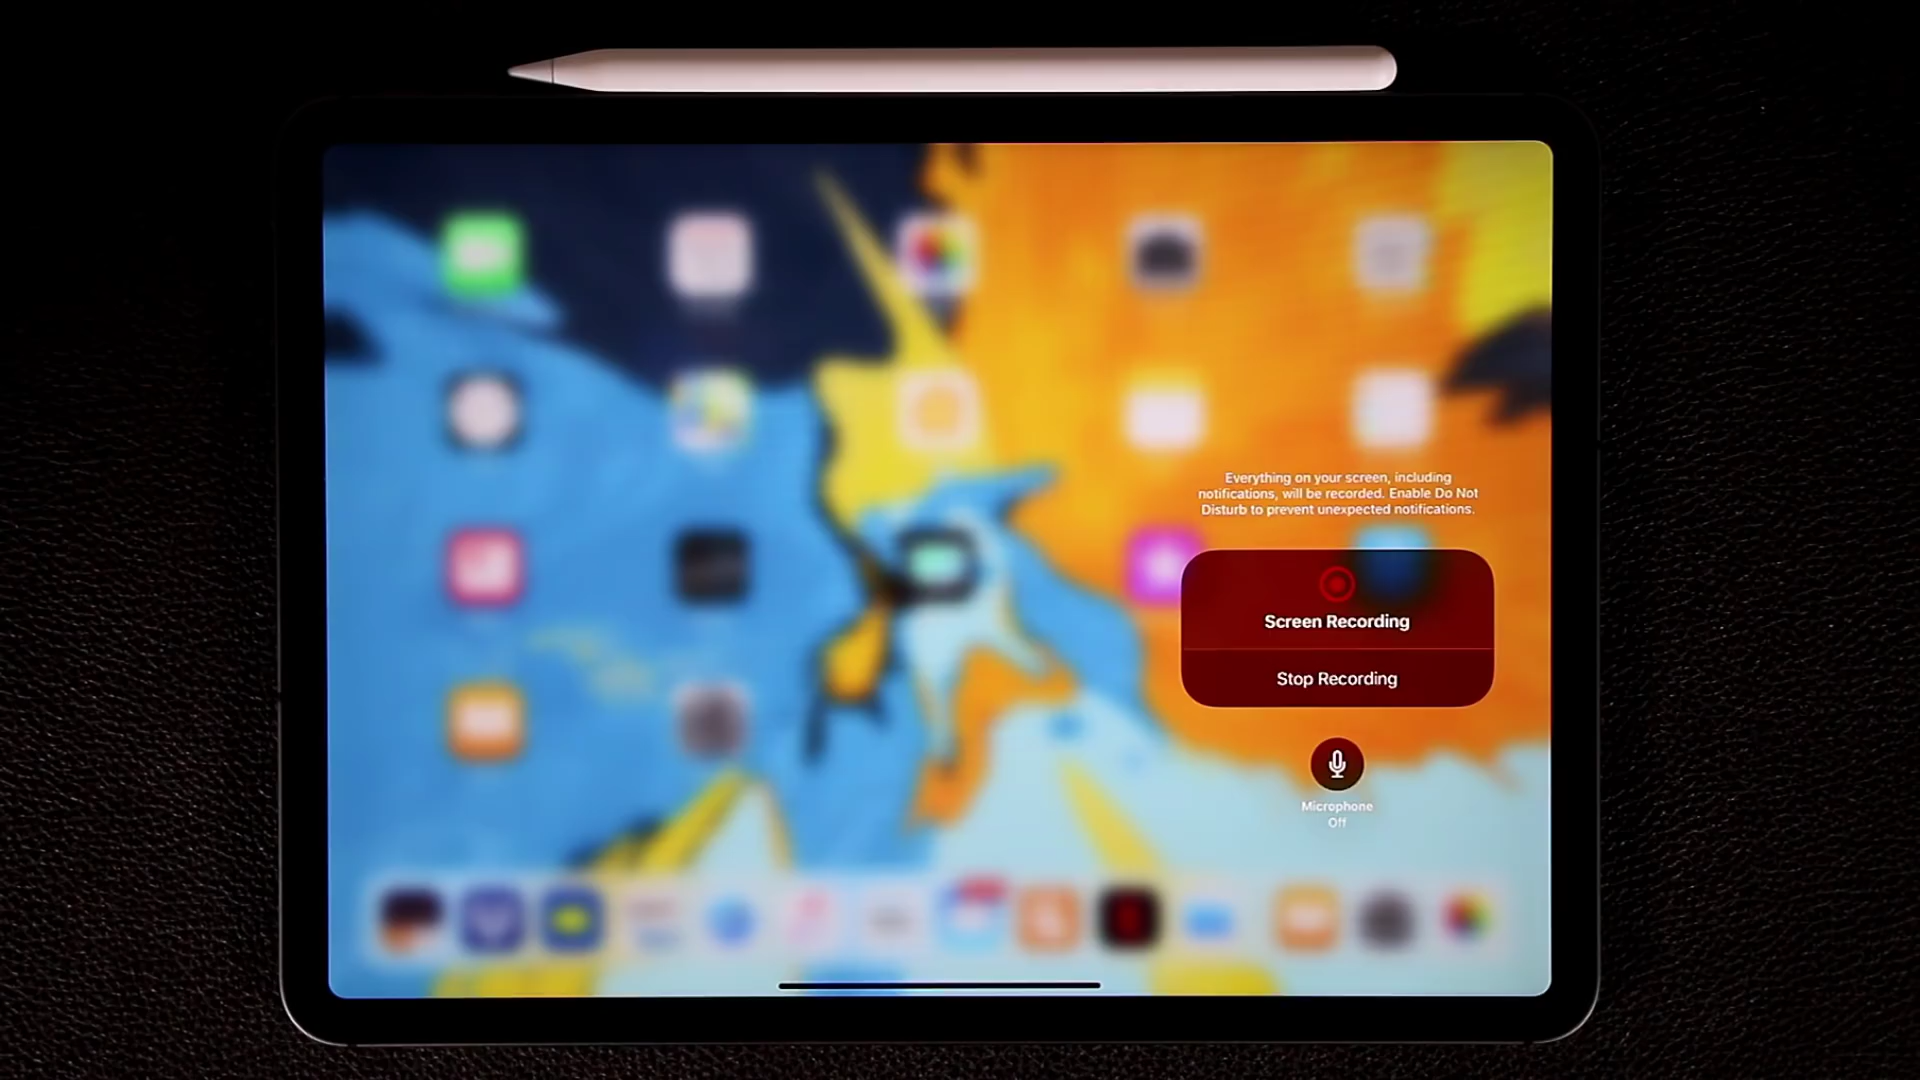 Everything on your screen, including
notifications, will be recorded. Enable Do Not
Disturb to prevent unexpected notifications.
Screen Recording
Stop Recording
Microphone
Off